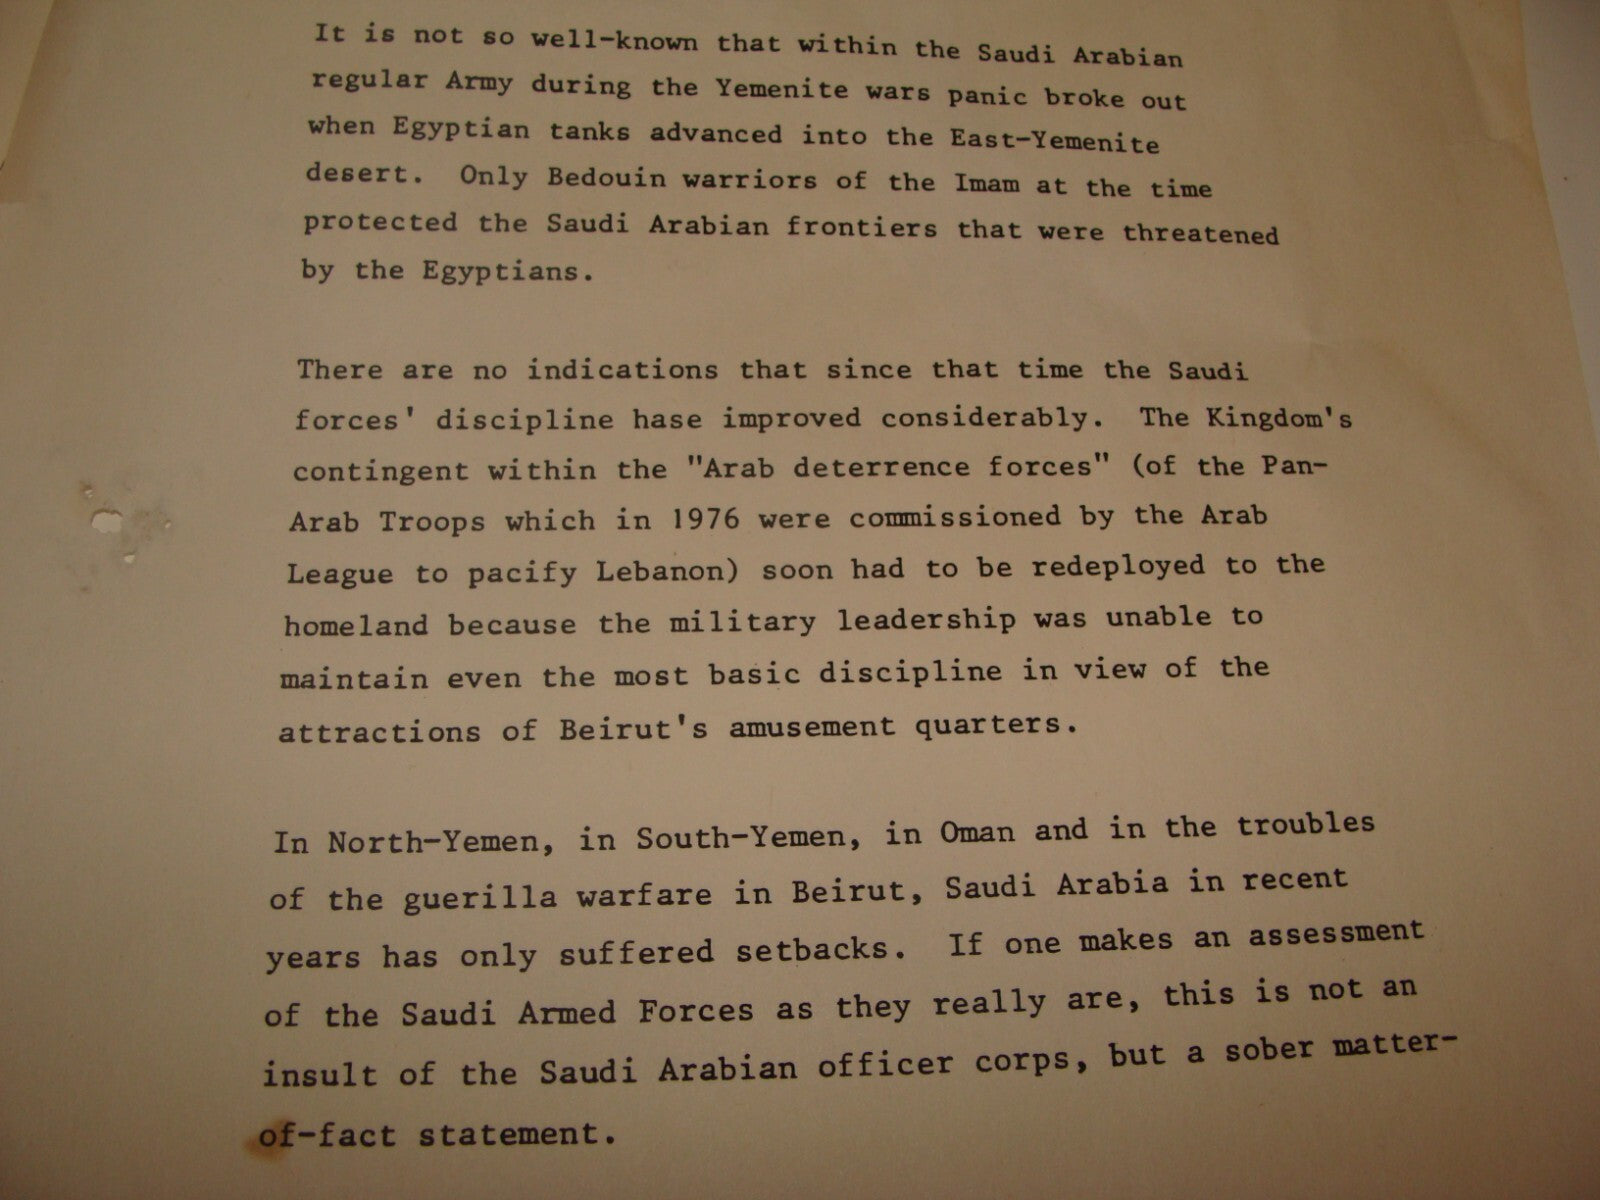 It is not so well-known that within the Saudi Arabian
regular Army during the Yemenite wars panic broke out
when Egyptian tanks advanced into the East-Yemenite
desert. Only Bedouin warriors of the Imam at the time
protected the Saudi Arabian frontiers that were threatened
by the Egyptians.
There are no indications that since that time the Saudi
forces' discipline hase improved considerably. The Kingdom's
contingent within the "Arab deterrence forces" (of the Pan-
Arab Troops which in 1976 were commissioned by the Arab
League to pacify Lebanon) soon had to be redeployed to the
homeland because the military leadership was unable to
maintain even the most basic discipline in view of the
attractions of Beirut's amusement quarters.
In North-Yemen, in South-Yemen, in Oman and in the troubles
of the guerilla warfare in Beirut, Saudi Arabia in recent
years has only suffered setbacks. If one makes an assessment
of the Saudi Armed Forces as they really are, this is not an
insult of the Saudi Arabian officer corps, but a sober matter-
of-fact statement.